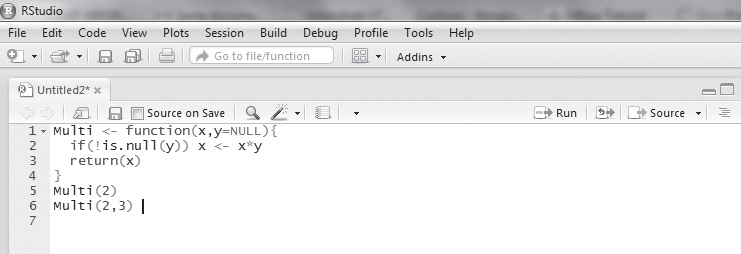 RStudio
File Edit Code View Plots Session Build Debug Profile Tools Help
Go to file/function Addins
Untitled2*
Source on Save Run Source
1 Multi <- function(x,y=NULL){
2 if(!is.null(y)) x <- x*y
3 return(x)
4 }
5 Multi(2)
6 Multi(2,3)
7